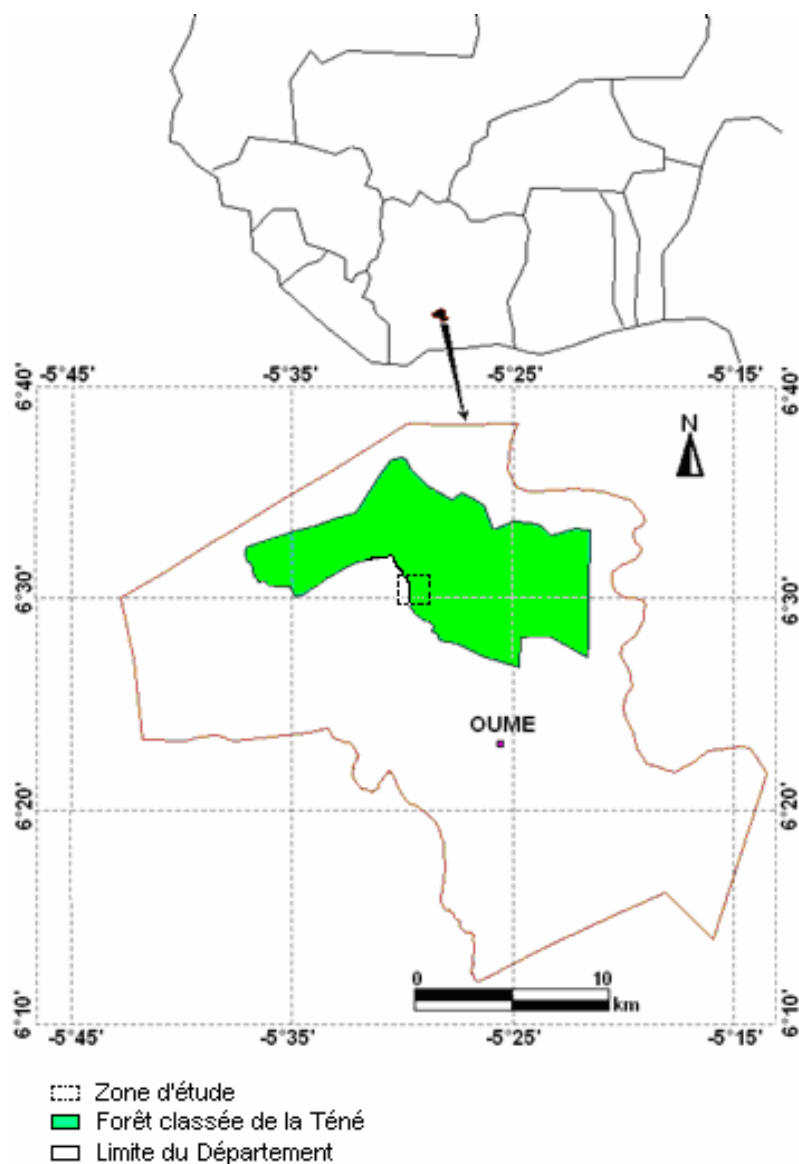 -5°45' -5°35' -5°25' -5°15'
6°40' 6°40'
N
6°30' 6°30'
OUME
6°20' 6°20'
0 10
km
6°10' 6°10'
-5°45' -5°35' -5°25' -5°15'
Zone d'étude
Forêt classée de la Téné
Limite du Département